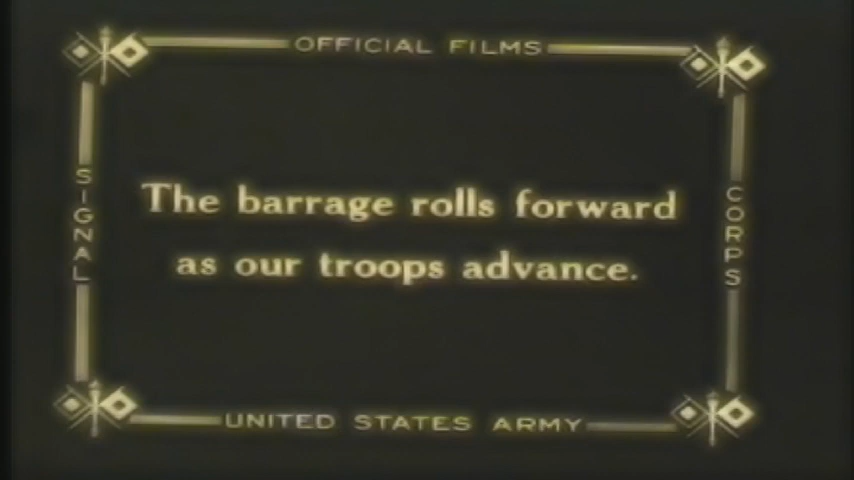 OFFICIAL FILMS
SIGNAL
The barrage rolls forward
as our troops advance.
CORPS
UNITED STATES ARMY